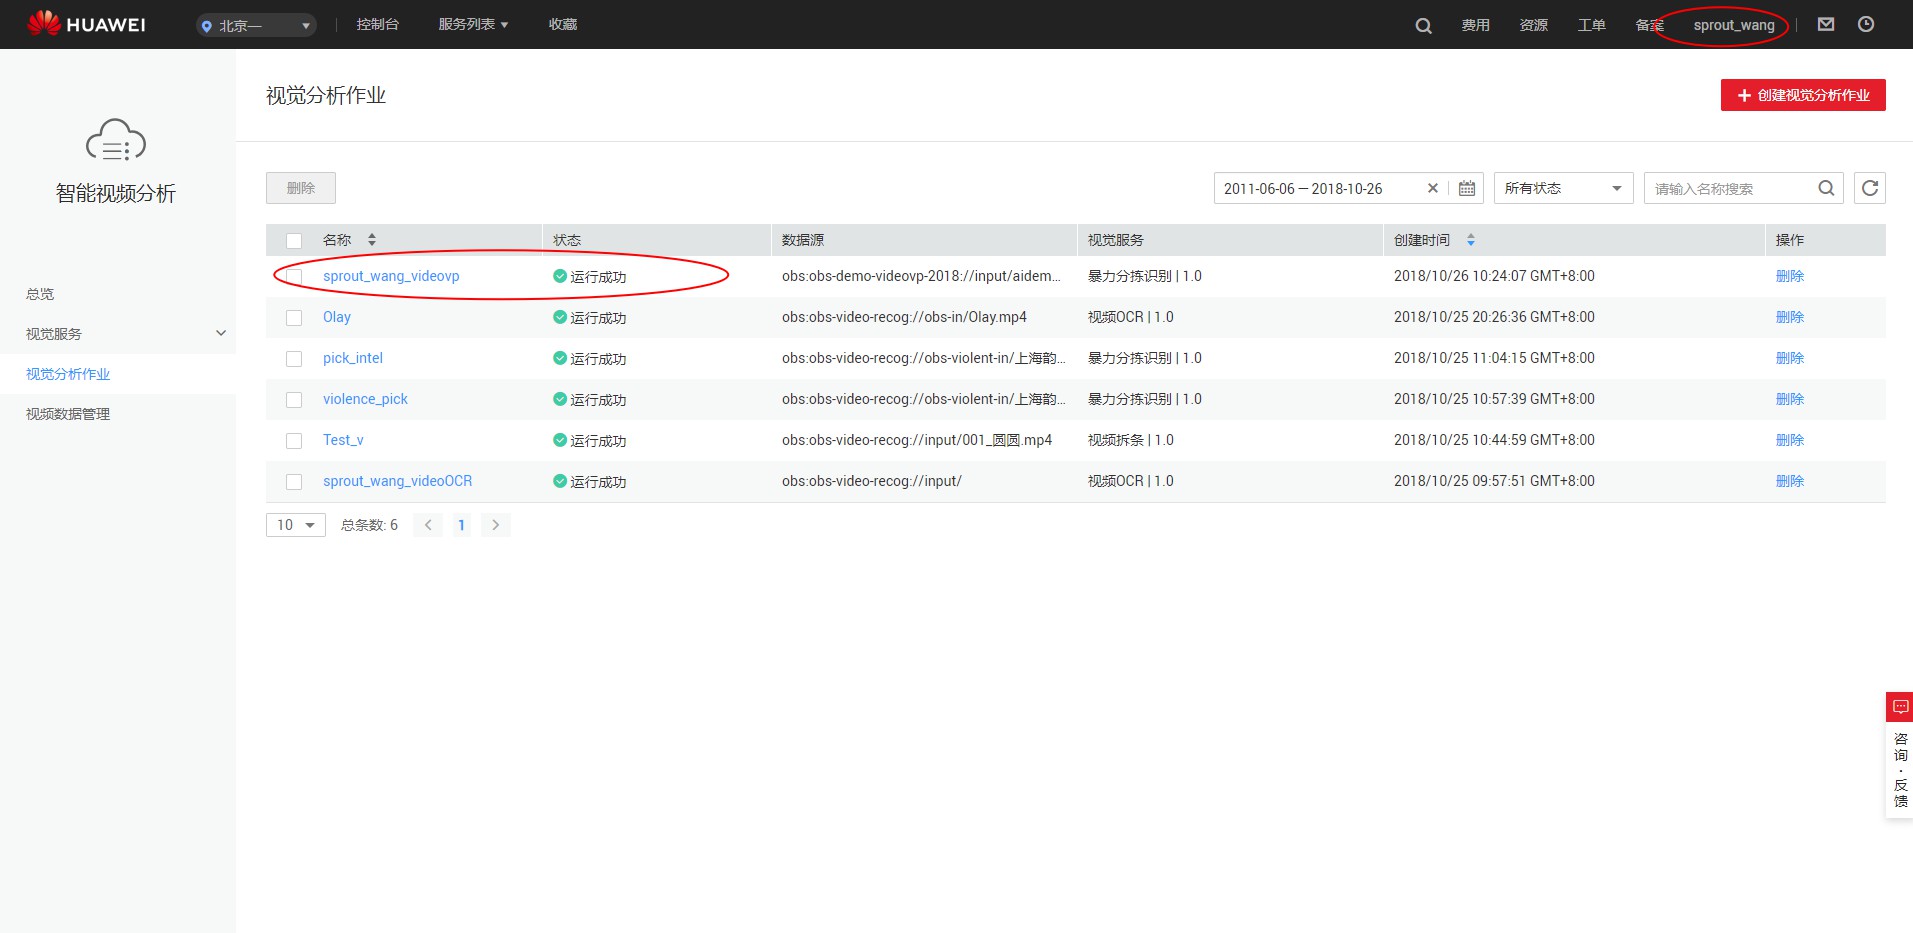 HUAWEI 北京一 控制台 服务列表 收藏 费用 资源 工单 备案 sprout_wang
智能视频分析
总览
视觉服务
视觉分析作业
视频数据管理
视觉分析作业
创建视觉分析作业
删除 2011-06-06 — 2018-10-26 所有状态 请输入名称搜索
名称 状态 数据源 视觉服务 创建时间 操作
sprout_wang_videovp 运行成功 obs:obs-demo-videovp-2018://input/aidem... 暴力分拣识别 | 1.0 2018/10/26 10:24:07 GMT+8:00 删除
Olay 运行成功 obs:obs-video-recog://obs-in/Olay.mp4 视频OCR | 1.0 2018/10/25 20:26:36 GMT+8:00 删除
pick_intel 运行成功 obs:obs-video-recog://obs-violent-in/上海韵... 暴力分拣识别 | 1.0 2018/10/25 11:04:15 GMT+8:00 删除
violence_pick 运行成功 obs:obs-video-recog://obs-violent-in/上海韵... 暴力分拣识别 | 1.0 2018/10/25 10:57:39 GMT+8:00 删除
Test_v 运行成功 obs:obs-video-recog://input/001_圆圆.mp4 视频拆条 | 1.0 2018/10/25 10:44:59 GMT+8:00 删除
sprout_wang_videoOCR 运行成功 obs:obs-video-recog://input/ 视频OCR | 1.0 2018/10/25 09:57:51 GMT+8:00 删除
10 总条数: 6 1
咨询·反馈